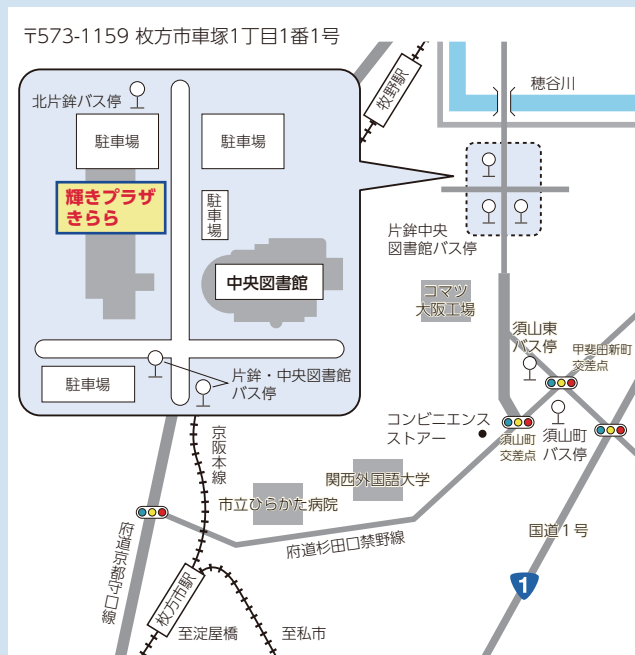 〒573-1159 枚方市車塚1丁目1番1号
北片鉾バス停
駐車場
駐車場
輝きプラザ
きらら
駐車場
中央図書館
駐車場
片鉾・中央図書館
バス停
牧野駅
穂谷川
片鉾中央
図書館バス停
コマツ
大阪工場
須山東
バス停
甲斐田新町
交差点
コンビニエンス
ストアー
須山町
交差点
須山町
バス停
京阪本線
関西外国語大学
市立ひらかた病院
府道杉田口禁野線
国道1号
1
府道京都守口線
枚方市駅
至淀屋橋
至私市